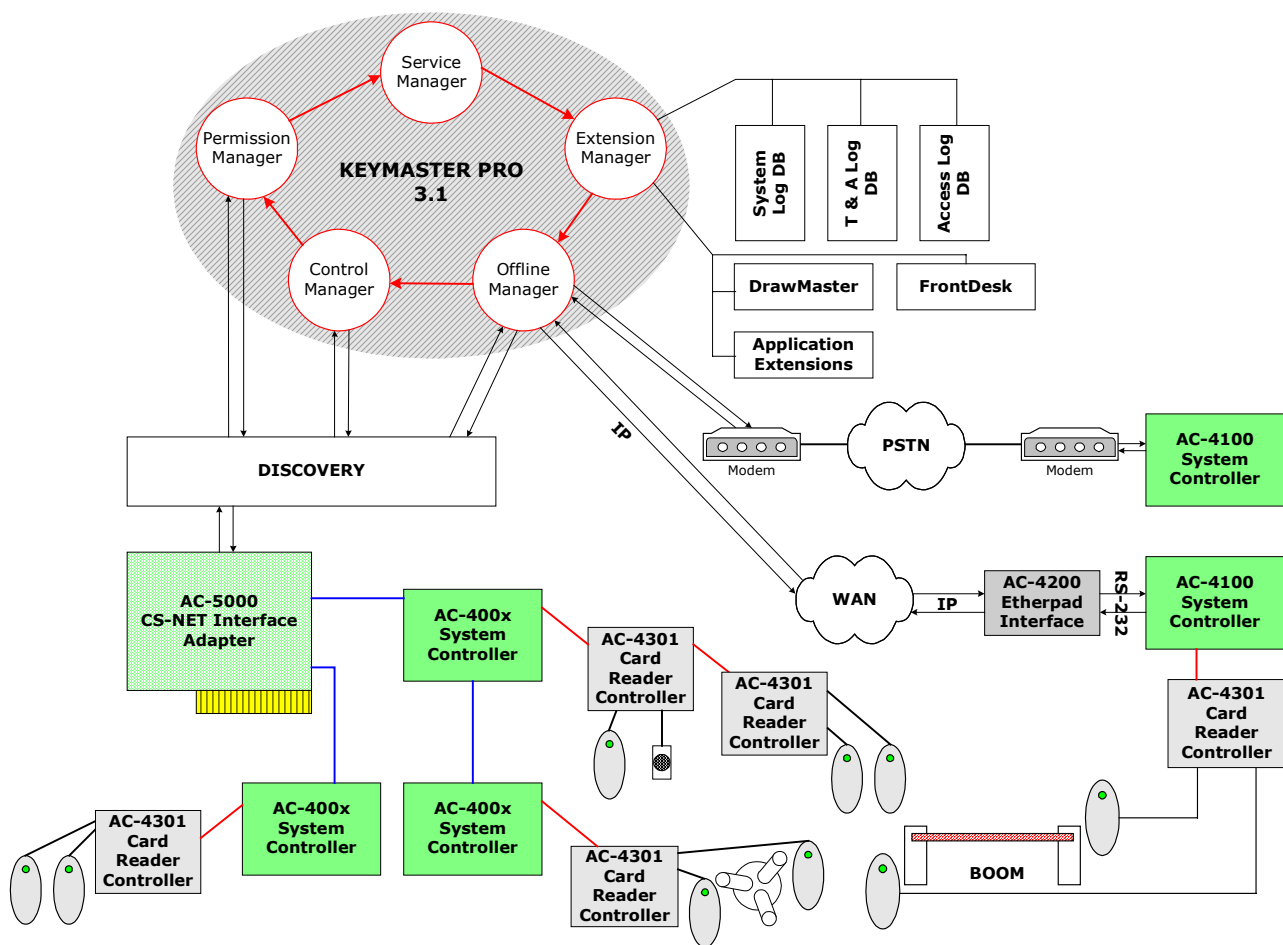 Service
Manager
Permission
Manager
Extension
Manager
KEYMASTER PRO
3.1
Control
Manager
Offline
Manager
System
Log DB
T & A Log
DB
Access Log
DB
DrawMaster
FrontDesk
Application
Extensions
IP
Modem
PSTN
Modem
AC-4100
System
Controller
DISCOVERY
AC-5000
CS-NET Interface
Adapter
AC-400x
System
Controller
WAN
IP
AC-4200
Etherpad
Interface
RS-232
AC-4100
System
Controller
AC-4301
Card
Reader
Controller
AC-4301
Card
Reader
Controller
AC-4301
Card
Reader
Controller
AC-4301
Card
Reader
Controller
AC-400x
System
Controller
AC-400x
System
Controller
AC-4301
Card
Reader
Controller
BOOM